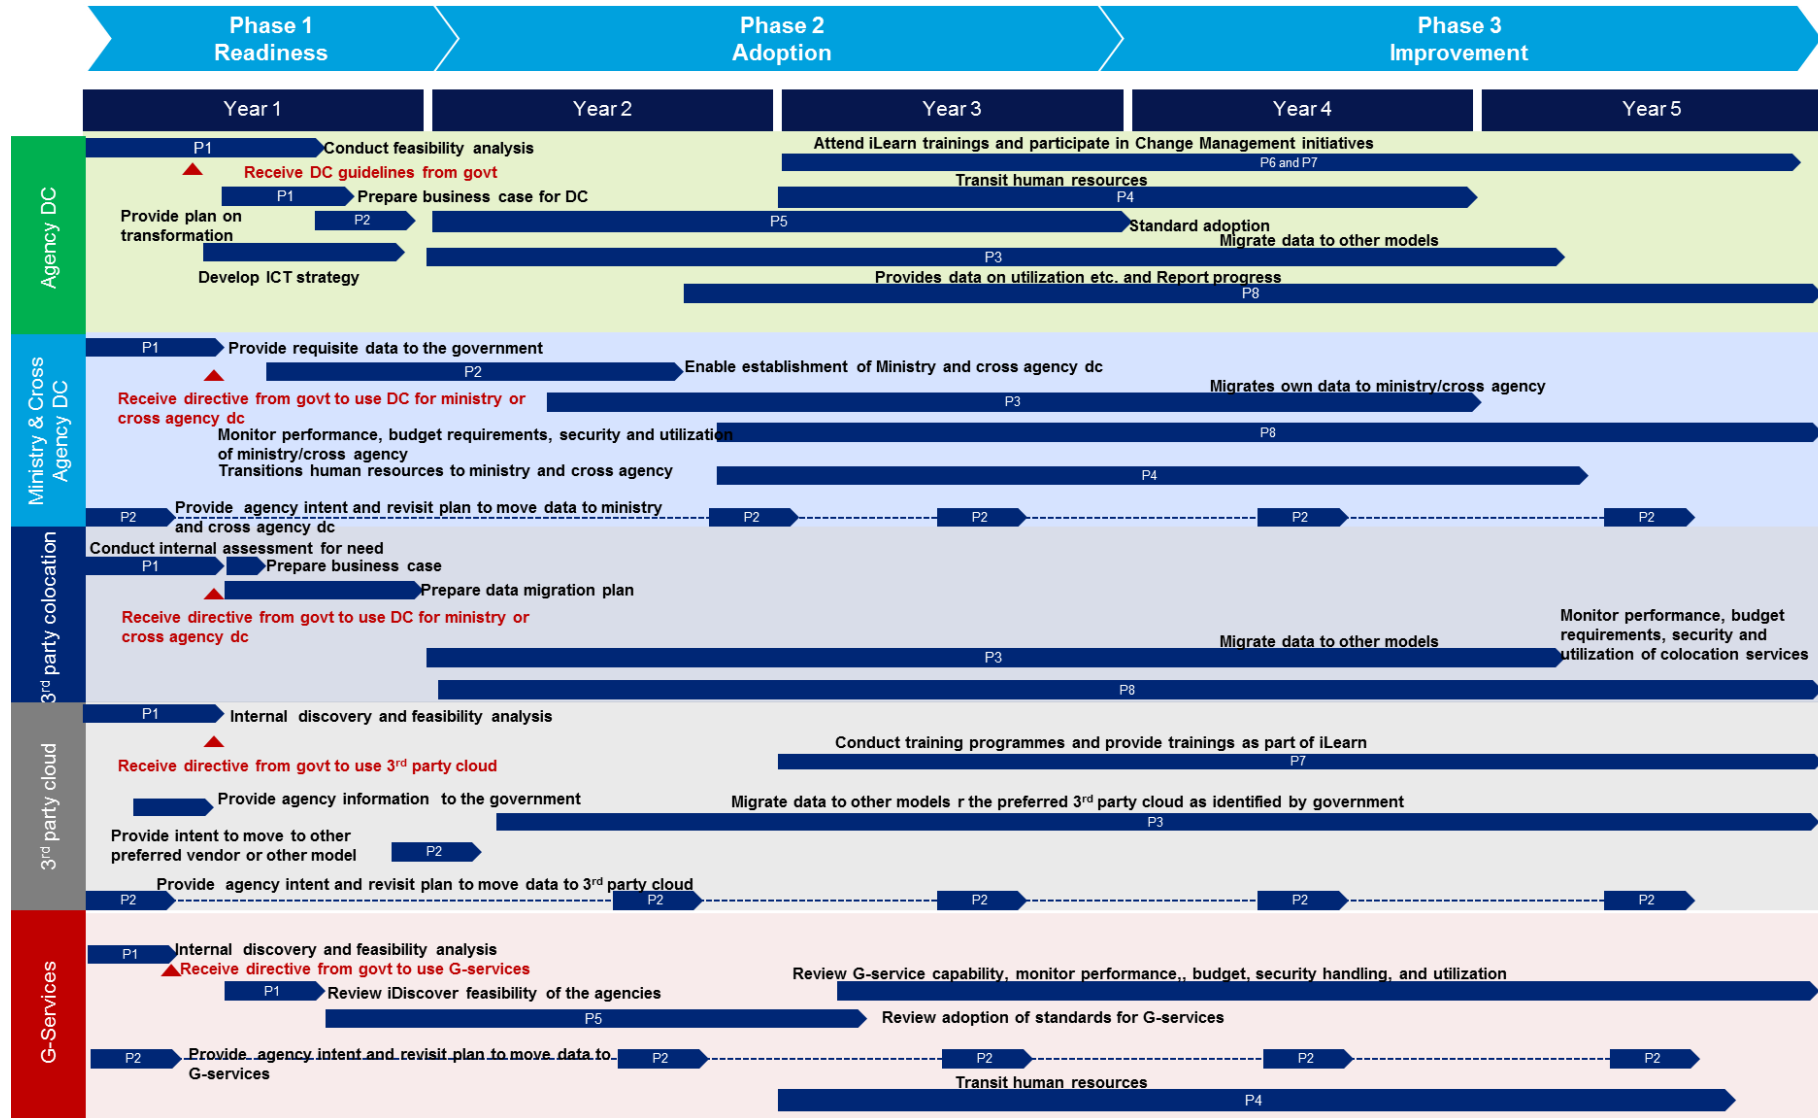 Phase 1
Readiness
Phase 2
Adoption
Phase 3
Improvement
Year 1
Year 2
Year 3
Year 4
Year 5
Agency DC
P1
Conduct feasibility analysis
Attend iLearn trainings and participate in Change Management initiatives
P6 and P7
Receive DC guidelines from govt
Transit human resources
P1
Prepare business case for DC
P4
Provide plan on
transformation
P2
P5
Standard adoption
Migrate data to other models
P3
Develop ICT strategy
Provides data on utilization etc. and Report progress
P8
Ministry & Cross
Agency DC
P1
Provide requisite data to the government
P2
Enable establishment of Ministry and cross agency dc
Receive directive from govt to use DC for ministry or
cross agency dc
Migrates own data to ministry/cross agency
P3
Monitor performance, budget requirements, security and utilization
of ministry/cross agency
P8
Transitions human resources to ministry and cross agency
P4
P2
Provide agency intent and revisit plan to move data to ministry
and cross agency dc
P2
P2
P2
P2
3rd party colocation
Conduct internal assessment for need
P1
Prepare business case
Prepare data migration plan
Receive directive from govt to use DC for ministry or
cross agency dc
Migrate data to other models
Monitor performance, budget
requirements, security and
utilization of colocation services
P3
P8
3rd party cloud
P1
Internal discovery and feasibility analysis
Conduct training programmes and provide trainings as part of iLearn
P7
Receive directive from govt to use 3rd party cloud
Provide agency information to the government
Migrate data to other models r the preferred 3rd party cloud as identified by government
P3
Provide intent to move to other
preferred vendor or other model
P2
Provide agency intent and revisit plan to move data to 3rd party cloud
P2
P2
P2
P2
P2
G-Services
P1
Internal discovery and feasibility analysis
Receive directive from govt to use G-services
Review G-service capability, monitor performance,, budget, security handling, and utilization
P1
Review iDiscover feasibility of the agencies
P5
Review adoption of standards for G-services
P2
Provide agency intent and revisit plan to move data to
G-services
P2
P2
P2
P2
Transit human resources
P4